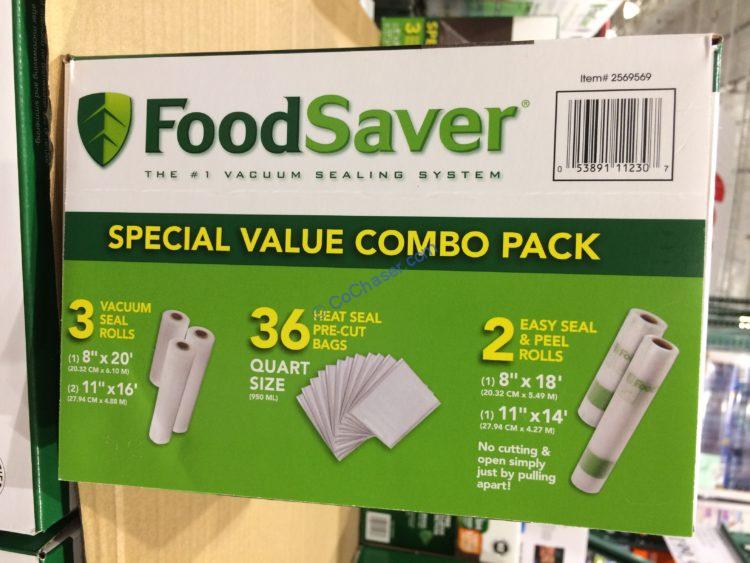 Item# 2569569
FoodSaver®
THE #1 VACUUM SEALING SYSTEM
0 53891 11230 7
SPECIAL VALUE COMBO PACK
3 VACUUM
SEAL
ROLLS
(1) 8" x 20'
(20.32 CM x 6.10 M)
(2) 11" x 16'
(27.94 CM x 4.88 M)
36 HEAT SEAL
PRE-CUT
BAGS
QUART
SIZE
(950 ML)
© CoChaser.com
2 EASY SEAL
& PEEL
ROLLS
(1) 8" x 18'
(20.32 CM x 5.49 M)
(1) 11" x 14'
(27.94 CM x 4.27 M)
No cutting &
open simply
just by pulling
apart!